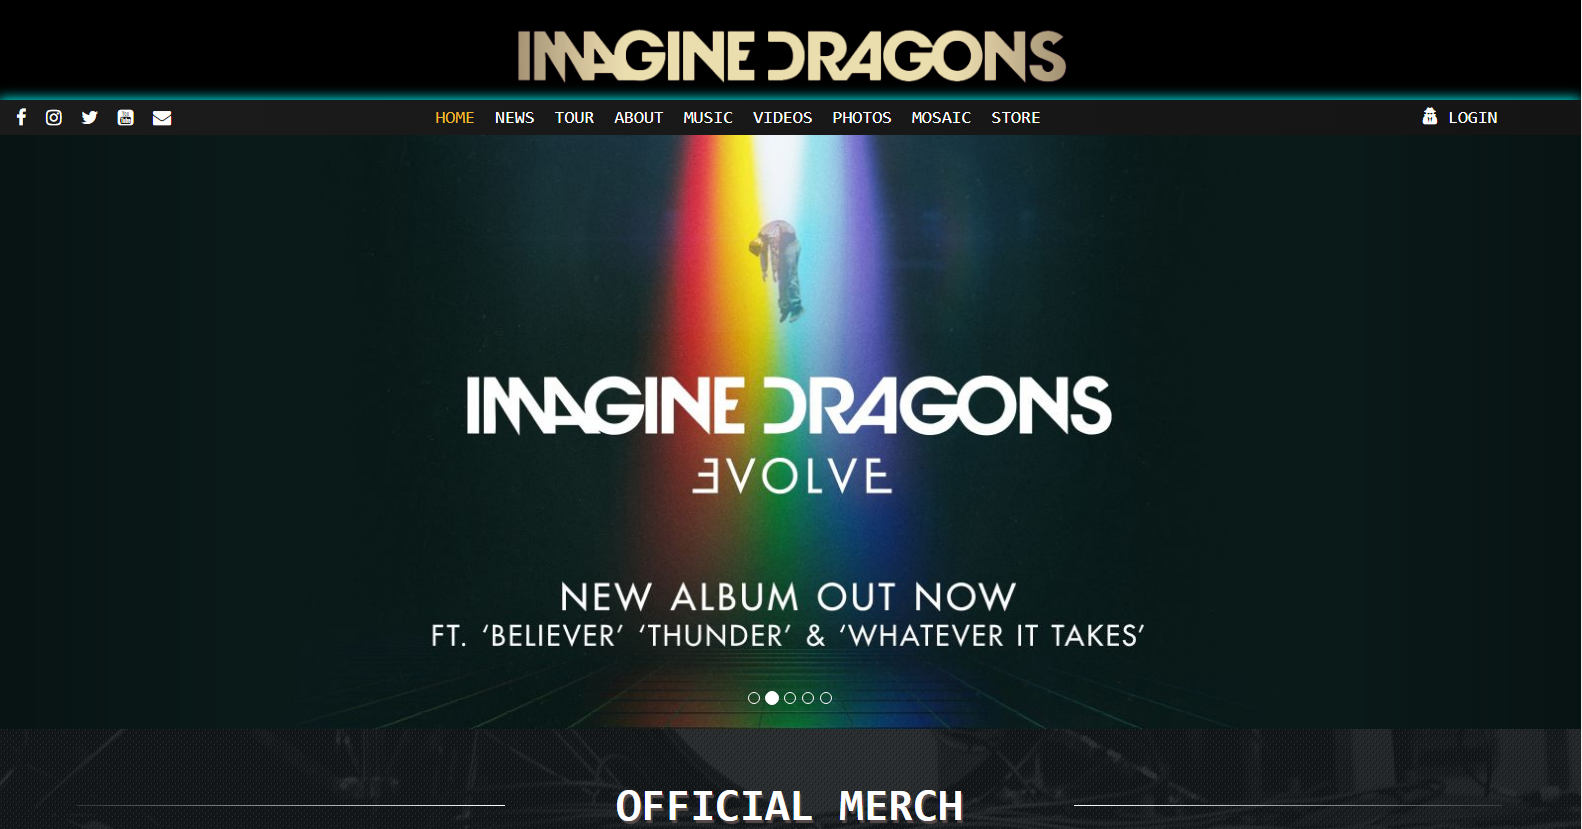 IMAGINE DRAGONS
HOME NEWS TOUR ABOUT MUSIC VIDEOS PHOTOS MOSAIC STORE LOGIN
IMAGINE DRAGONS
ƎVOLVE
NEW ALBUM OUT NOW
FT. ‘BELIEVER’ ‘THUNDER’ & ‘WHATEVER IT TAKES’
OFFICIAL MERCH